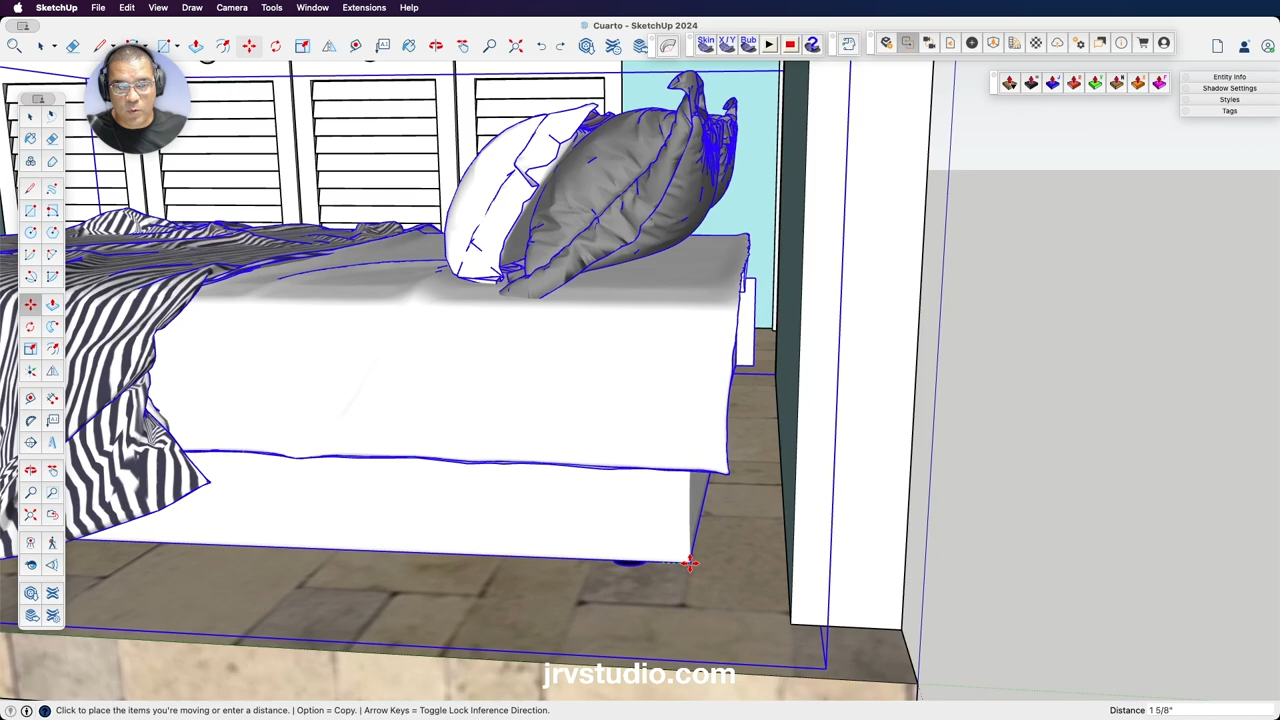 SketchUp File Edit View Draw Camera Tools Window Extensions Help
Cuarto - SketchUp 2024
Skin X/Y Bub
Entity Info
Shadow Settings
Styles
Tags
jrvstudio.com
Click to place the items you're moving or enter a distance. | Option = Copy. | Arrow Keys = Toggle Lock Inference Direction.
Distance 1 5/8"